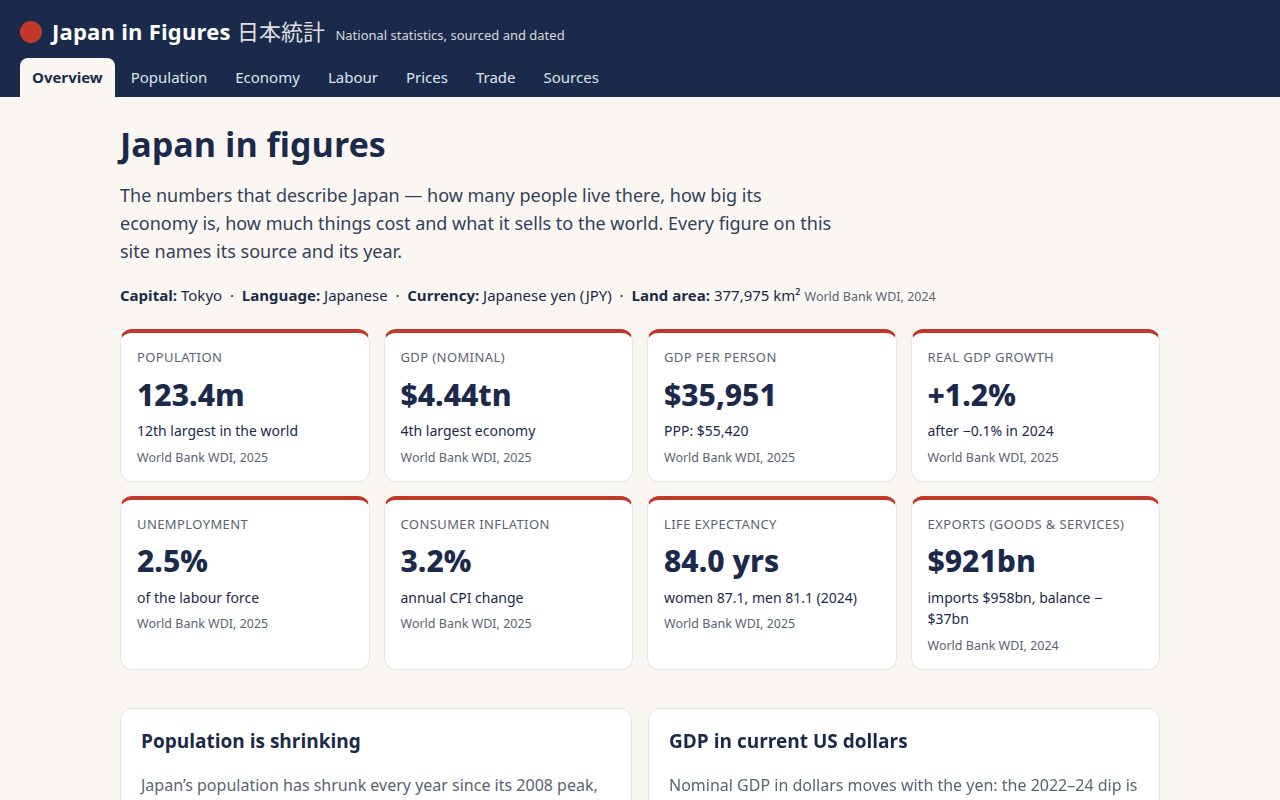 Japan in Figures 日本統計 National statistics, sourced and dated
Overview Population Economy Labour Prices Trade Sources
Japan in figures
The numbers that describe Japan — how many people live there, how big its
economy is, how much things cost and what it sells to the world. Every figure on this
site names its source and its year.
Capital: Tokyo · Language: Japanese · Currency: Japanese yen (JPY) · Land area: 377,975 km² World Bank WDI, 2024
POPULATION
123.4m
12th largest in the world
World Bank WDI, 2025
GDP (NOMINAL)
$4.44tn
4th largest economy
World Bank WDI, 2025
GDP PER PERSON
$35,951
PPP: $55,420
World Bank WDI, 2025
REAL GDP GROWTH
+1.2%
after −0.1% in 2024
World Bank WDI, 2025
UNEMPLOYMENT
2.5%
of the labour force
World Bank WDI, 2025
CONSUMER INFLATION
3.2%
annual CPI change
World Bank WDI, 2025
LIFE EXPECTANCY
84.0 yrs
women 87.1, men 81.1 (2024)
World Bank WDI, 2025
EXPORTS (GOODS & SERVICES)
$921bn
imports $958bn, balance −
$37bn
World Bank WDI, 2024
Population is shrinking
Japan’s population has shrunk every year since its 2008 peak,
GDP in current US dollars
Nominal GDP in dollars moves with the yen: the 2022–24 dip is